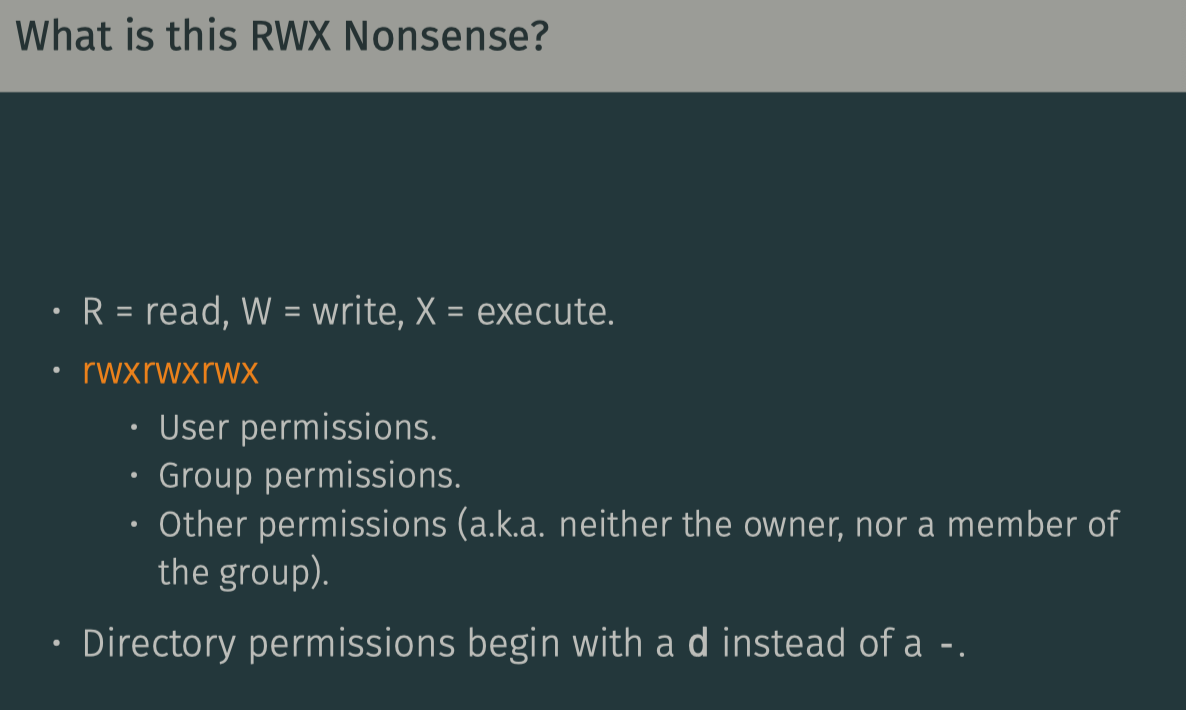 What is this RWX Nonsense?
• R = read, W = write, X = execute.
• rwxrwxrwx
• User permissions.
• Group permissions.
• Other permissions (a.k.a. neither the owner, nor a member of
the group).
• Directory permissions begin with a d instead of a -.